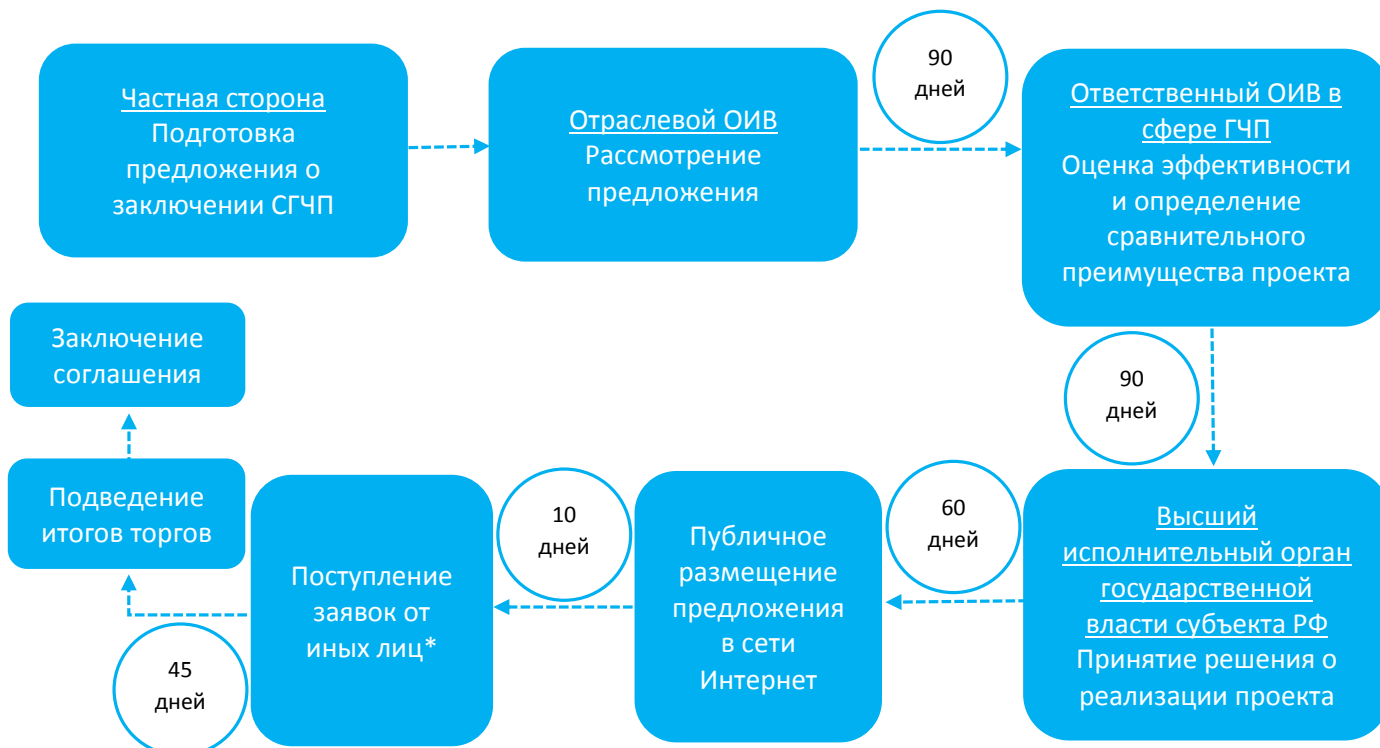 Частная сторона
Подготовка
предложения о
заключении СГЧП
Отраслевой ОИВ
Рассмотрение
предложения
90
дней
Ответственный ОИВ в
сфере ГЧП
Оценка эффективности
и определение
сравнительного
преимущества проекта
90
дней
Высший
исполнительный орган
государственной
власти субъекта РФ
Принятие решения о
реализации проекта
60
дней
Публичное
размещение
предложения
в сети
Интернет
10
дней
Поступление
заявок от
иных лиц*
45
дней
Подведение
итогов торгов
Заключение
соглашения